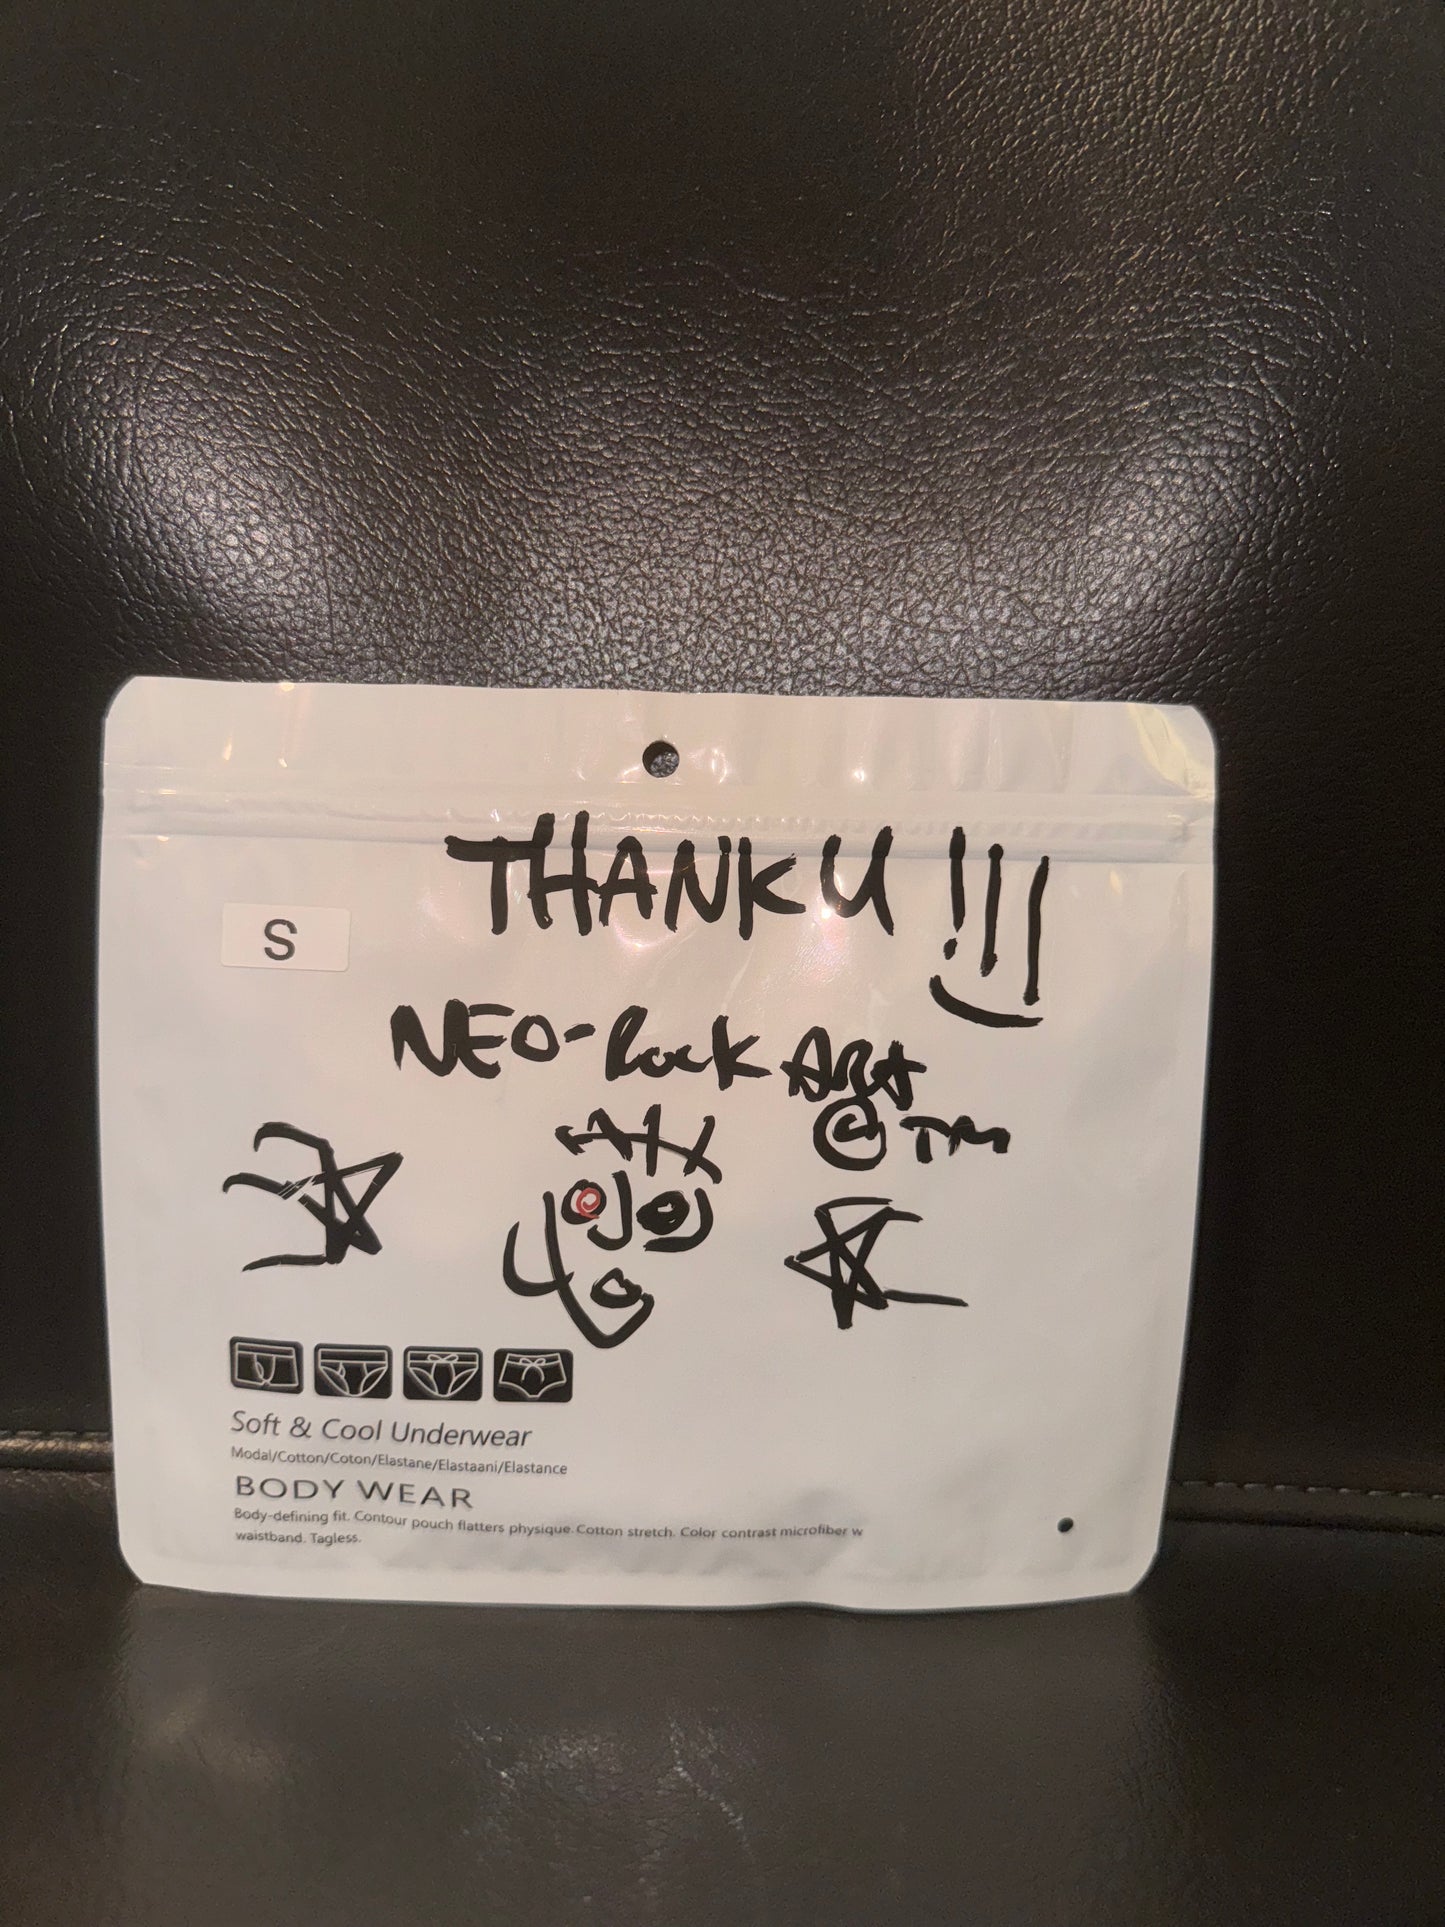 THANK U !!!
S
NEO-Rock ART
© TM
Soft & Cool Underwear
Modal/Cotton/Coton/Elastane/Elastaani/Elastance
BODY WEAR
Body-defining fit. Contour pouch flatters physique. Cotton stretch. Color contrast microfiber w
waistband. Tagless.